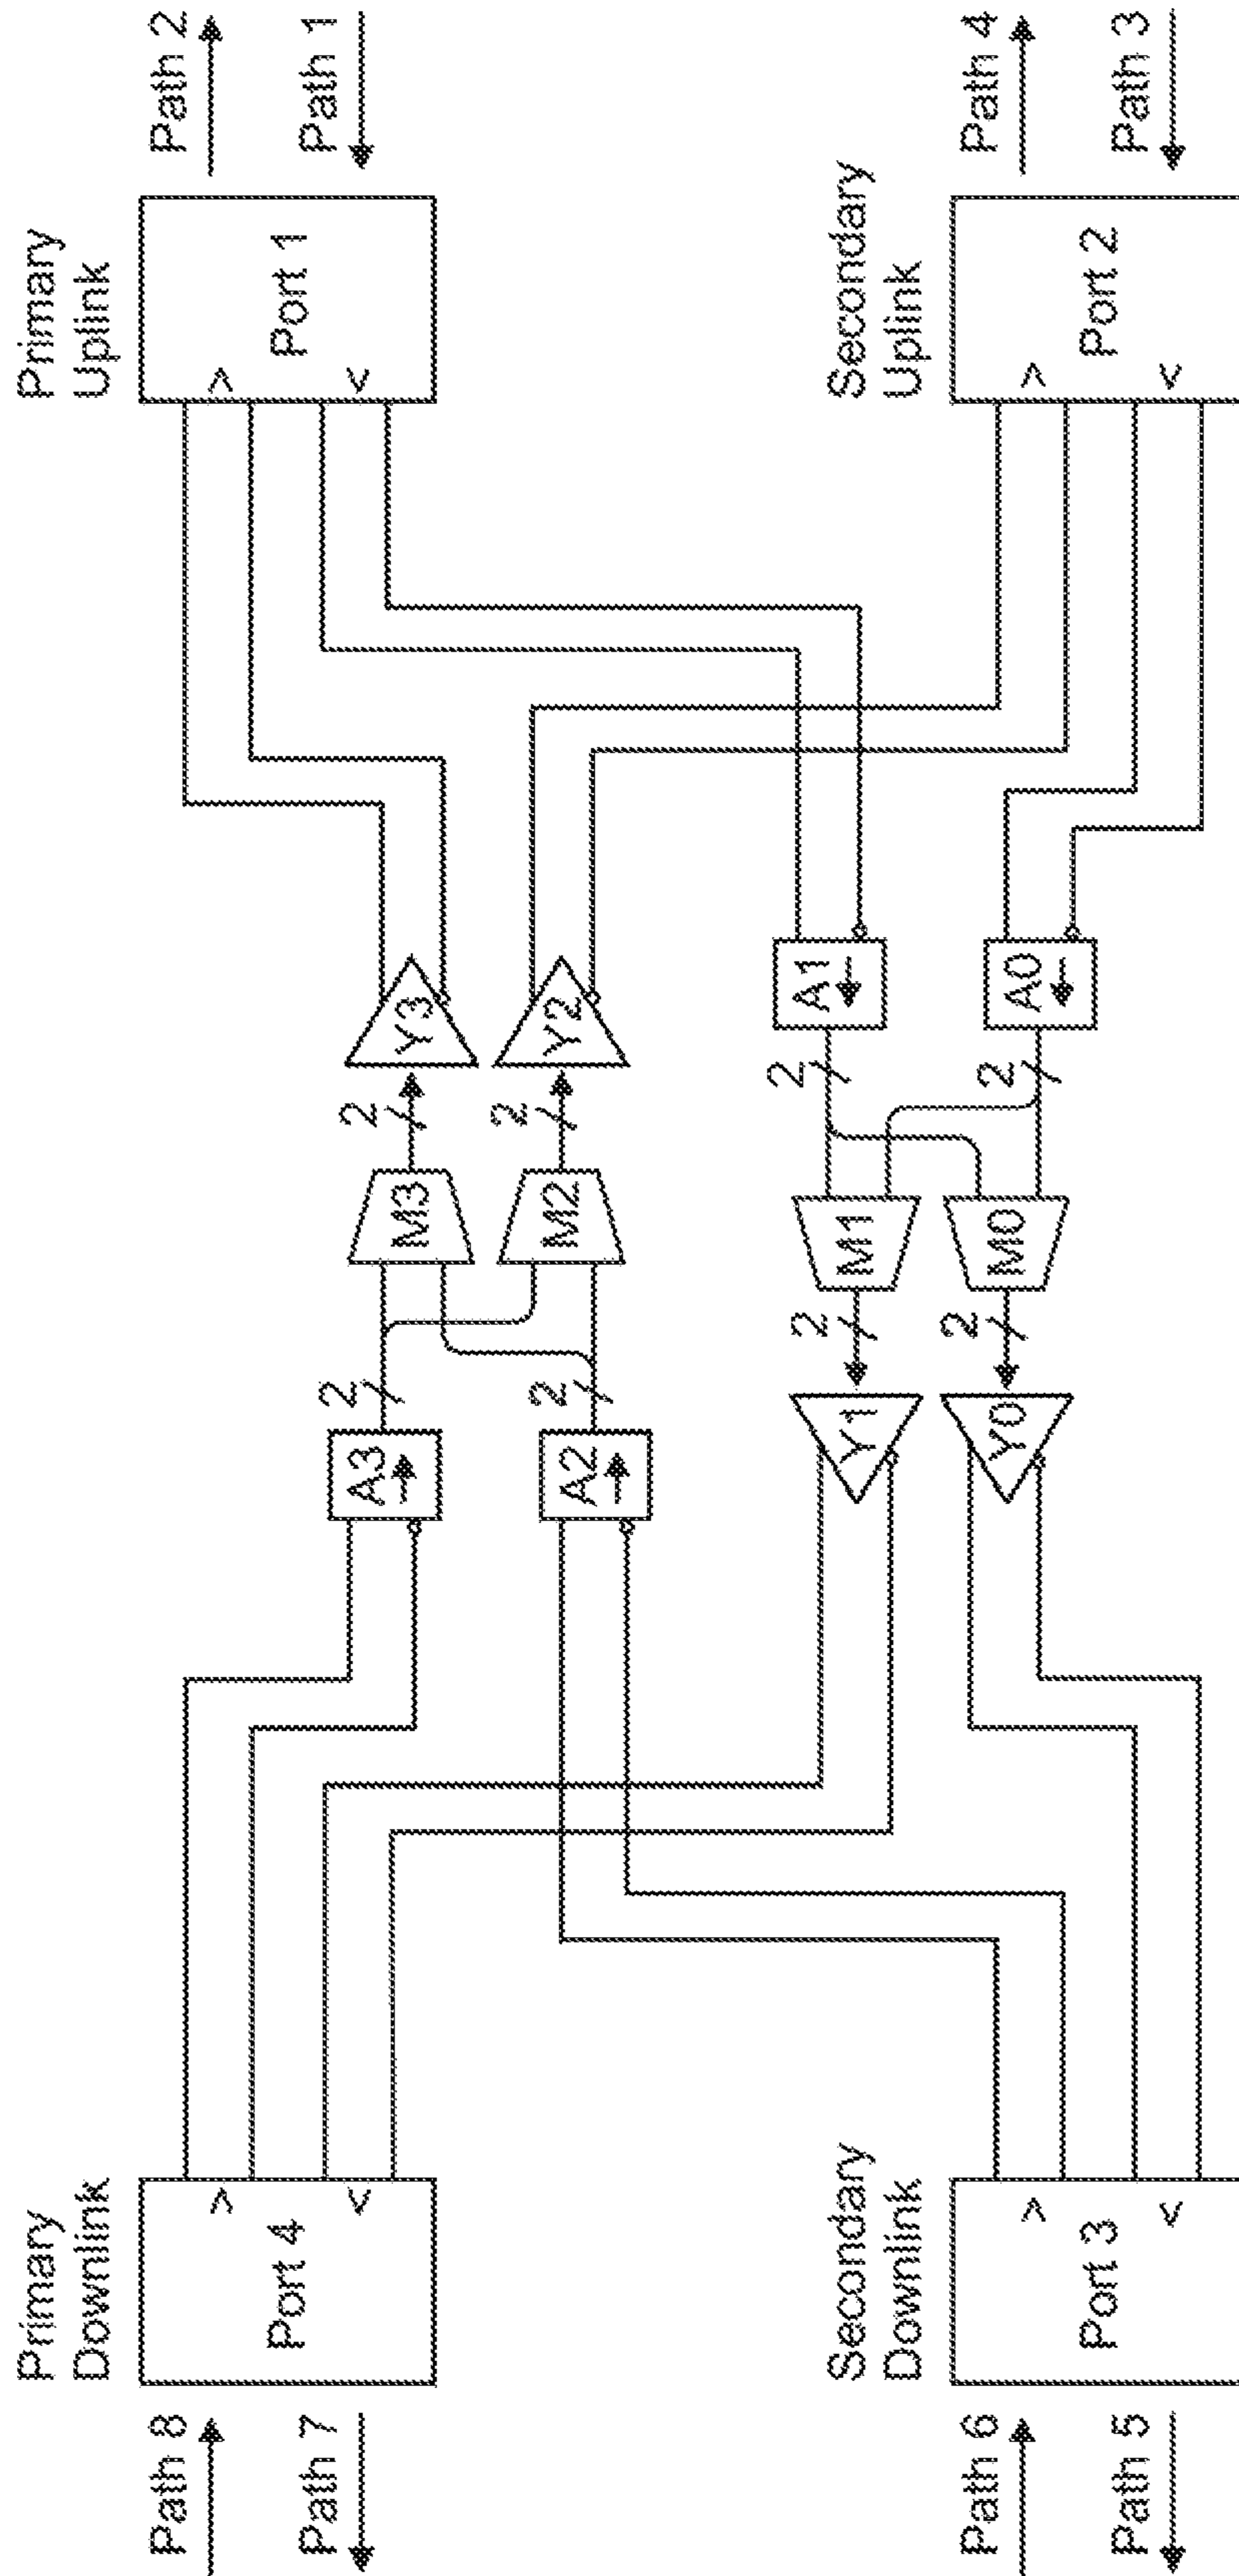 Primary
Downlink
Path 8
Path 7
Port 4
>
<
Primary
Uplink
Port 1
>
<
Path 2
Path 1
A3
2
M3
2
Y3
A2
2
M2
2
Y2
Y1
2
M1
2
A1
Y0
2
M0
2
A0
Secondary
Downlink
Path 6
Path 5
Port 3
>
<
Secondary
Uplink
Port 2
>
<
Path 4
Path 3